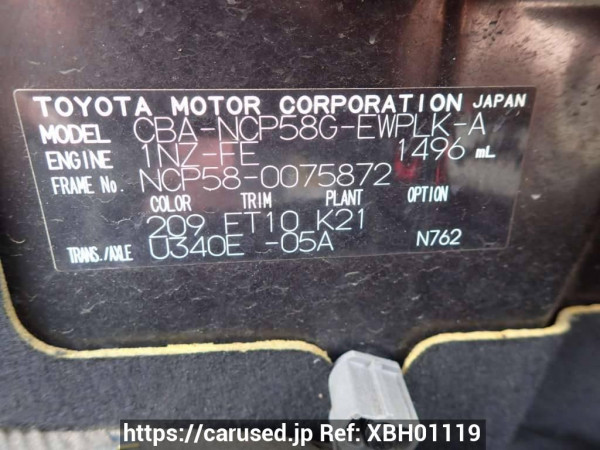 TOYOTA MOTOR CORPORATION JAPAN
MODEL CBA-NCP58G-EWPLK-A
ENGINE 1NZ-FE 1496 mL
FRAME No. NCP58-0075872
COLOR TRIM PLANT OPTION
209 FT10 K21
TRANS./AXLE U340E -05A N762
https://carused.jp Ref: XBH01119